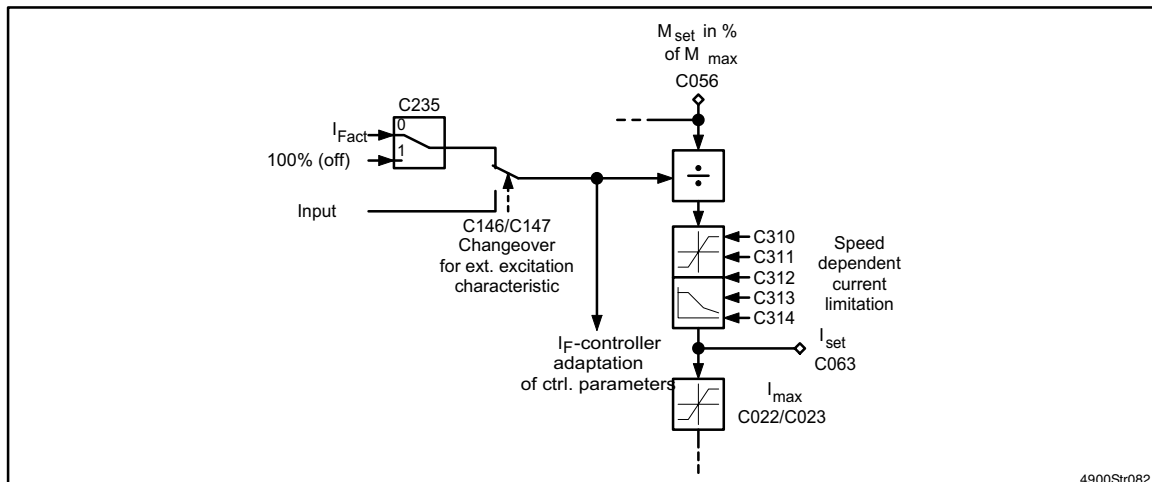 M set in %
of M max
C056
C235
I Fact
0
1
100% (off)
Input
C146/C147
Changeover
for ext. excitation
characteristic
÷
C310
C311
C312
C313
C314
Speed
dependent
current
limitation
IF-controller
adaptation
of ctrl. parameters
I set
C063
I max
C022/C023
4900Str082